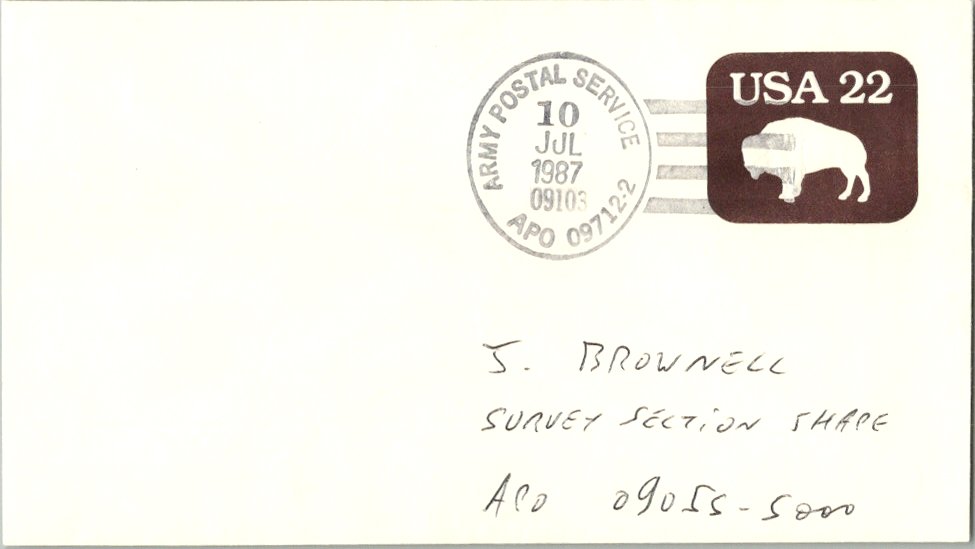 ARMY POSTAL SERVICE
10
JUL
1987
09103
APO 09712-2
USA 22
J. BROWNELL
SURVEY SECTION SHAPE
APO 09055-5000